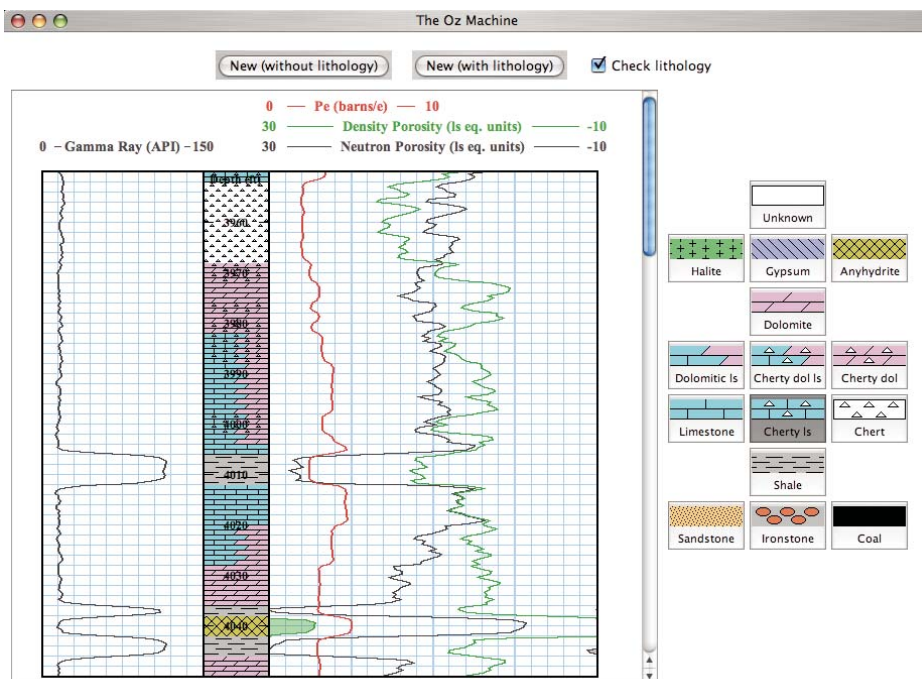 The Oz Machine
New (without lithology)
New (with lithology)
Check lithology
0 — Pe (barns/e) — 10
30 — Density Porosity (ls eq. units) — -10
0 – Gamma Ray (API) –150
30 — Neutron Porosity (ls eq. units) — -10
Depth (ft)
3960
3970
3980
3990
4000
4010
4020
4030
4040
Unknown
Halite
Gypsum
Anyhydrite
Dolomite
Dolomitic ls
Cherty dol ls
Cherty dol
Limestone
Cherty ls
Chert
Shale
Sandstone
Ironstone
Coal